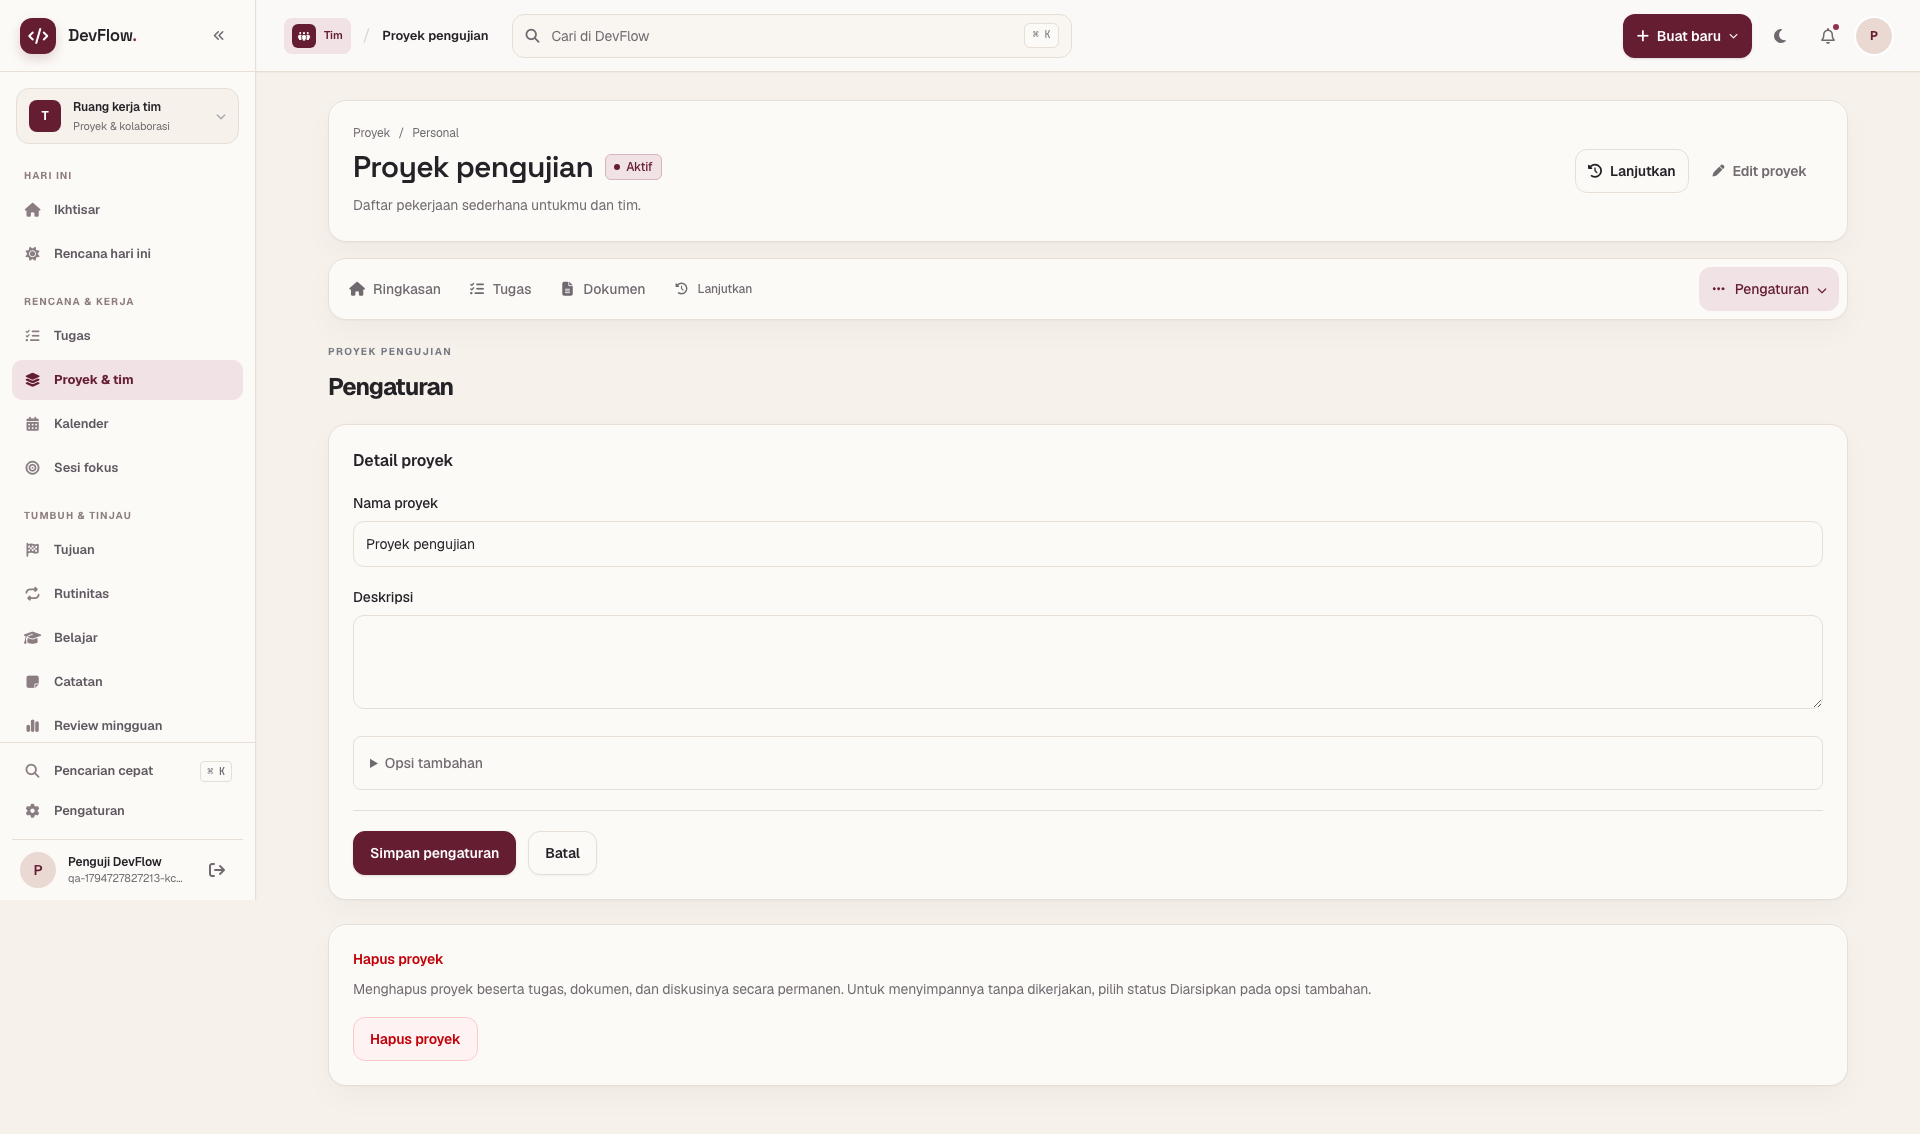 DevFlow.
Tim / Proyek pengujian
Cari di DevFlow
⌘ K
Buat baru
P
T
Ruang kerja tim
Proyek & kolaborasi
HARI INI
Ikhtisar
Rencana hari ini
RENCANA & KERJA
Tugas
Proyek & tim
Kalender
Sesi fokus
TUMBUH & TINJAU
Tujuan
Rutinitas
Belajar
Catatan
Review mingguan
Pencarian cepat ⌘ K
Pengaturan
P
Penguji DevFlow
qa-1794727827213-kc...
Proyek / Personal
Proyek pengujian
Aktif
Daftar pekerjaan sederhana untukmu dan tim.
Lanjutkan
Edit proyek
Ringkasan
Tugas
Dokumen
Lanjutkan
Pengaturan
PROYEK PENGUJIAN
Pengaturan
Detail proyek
Nama proyek
Proyek pengujian
Deskripsi
Opsi tambahan
Simpan pengaturan
Batal
Hapus proyek
Menghapus proyek beserta tugas, dokumen, dan diskusinya secara permanen. Untuk menyimpannya tanpa dikerjakan, pilih status Diarsipkan pada opsi tambahan.
Hapus proyek